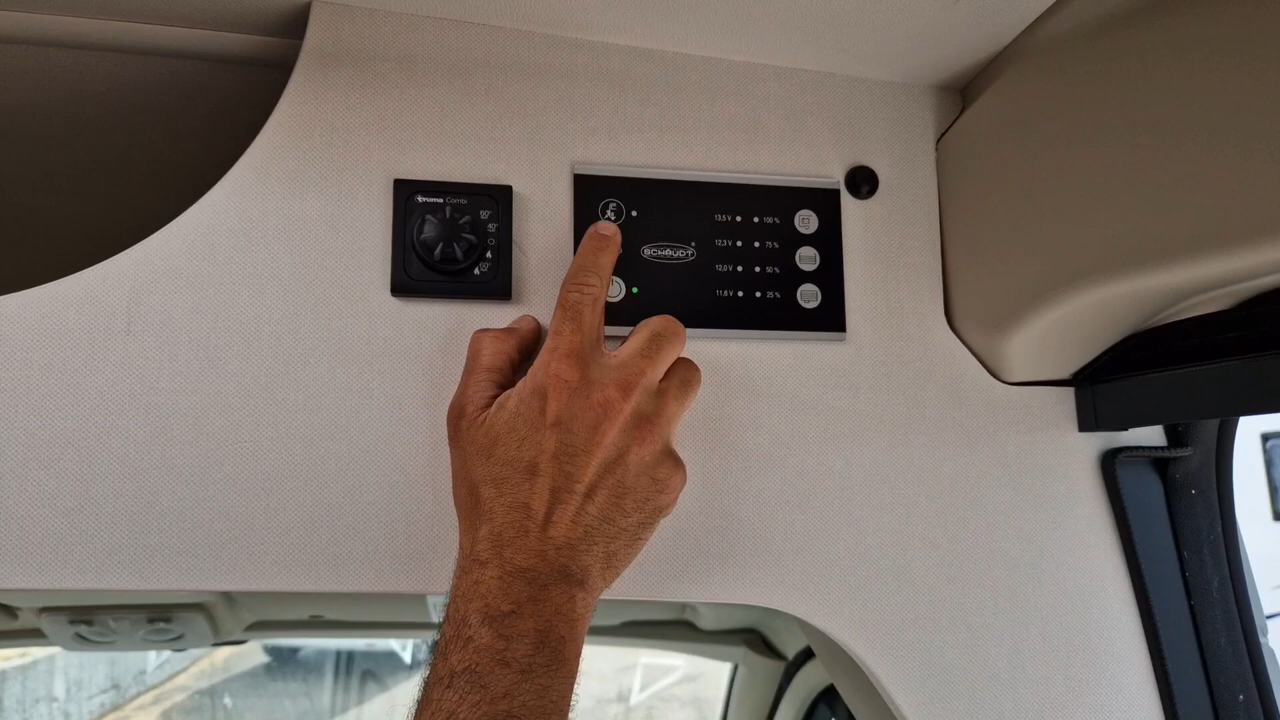 truma Combi
60°
40°
60°
SCHAUDT®
13,5 V 100 %
12,3 V 75 %
12,0 V 50 %
11,6 V 25 %